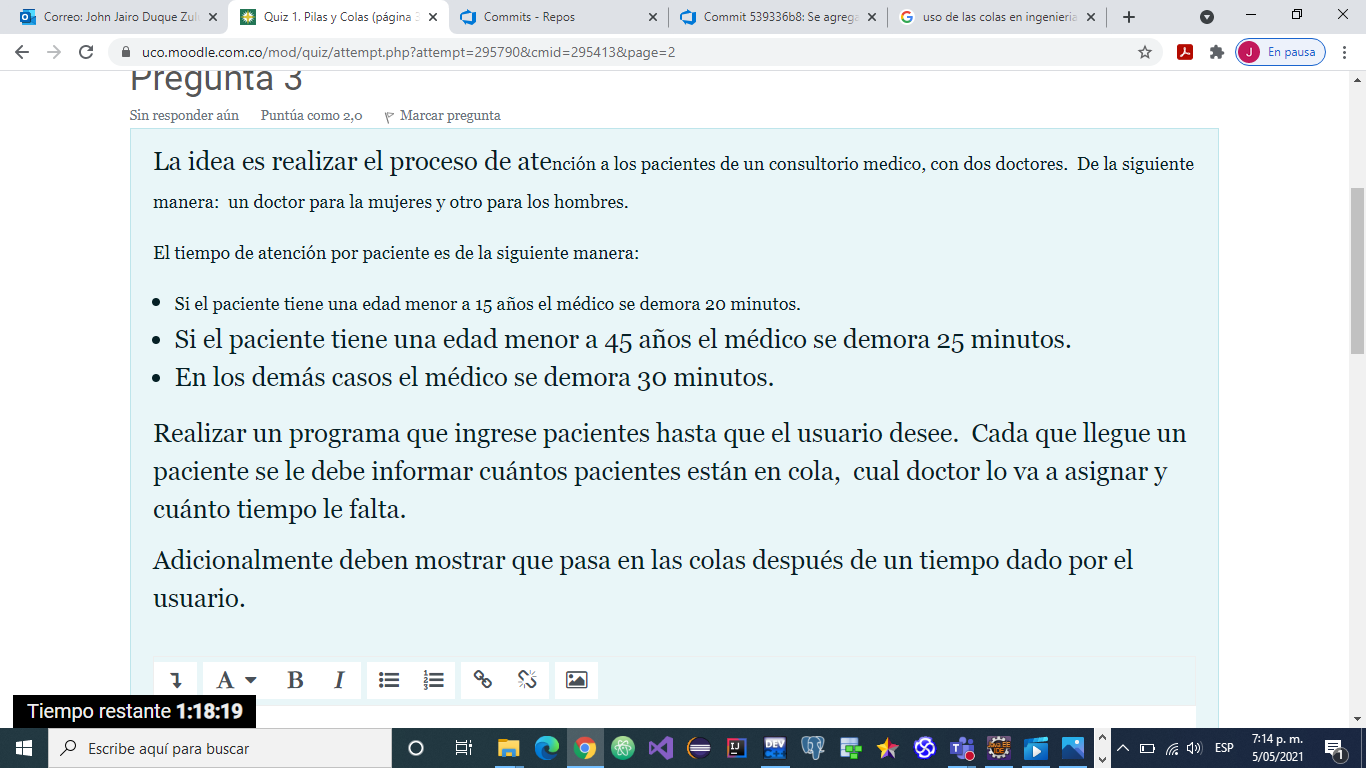 Correo: John Jairo Duque Zul
Quiz 1. Pilas y Colas (página 3
Commits - Repos
Commit 539336b8: Se agrega
uso de las colas en ingenieria
uco.moodle.com.co/mod/quiz/attempt.php?attempt=295790&cmid=295413&page=2
J
En pausa
Pregunta 3
Sin responder aún
Puntúa como 2,0
Marcar pregunta
La idea es realizar el proceso de atención a los pacientes de un consultorio medico, con dos doctores. De la siguiente
manera: un doctor para la mujeres y otro para los hombres.
El tiempo de atención por paciente es de la siguiente manera:
Si el paciente tiene una edad menor a 15 años el médico se demora 20 minutos.
Si el paciente tiene una edad menor a 45 años el médico se demora 25 minutos.
En los demás casos el médico se demora 30 minutos.
Realizar un programa que ingrese pacientes hasta que el usuario desee. Cada que llegue un
paciente se le debe informar cuántos pacientes están en cola, cual doctor lo va a asignar y
cuánto tiempo le falta.
Adicionalmente deben mostrar que pasa en las colas después de un tiempo dado por el
usuario.
A
B
I
Tiempo restante 1:18:19
Escribe aquí para buscar
DEV
ESP
7:14 p. m.
5/05/2021
1